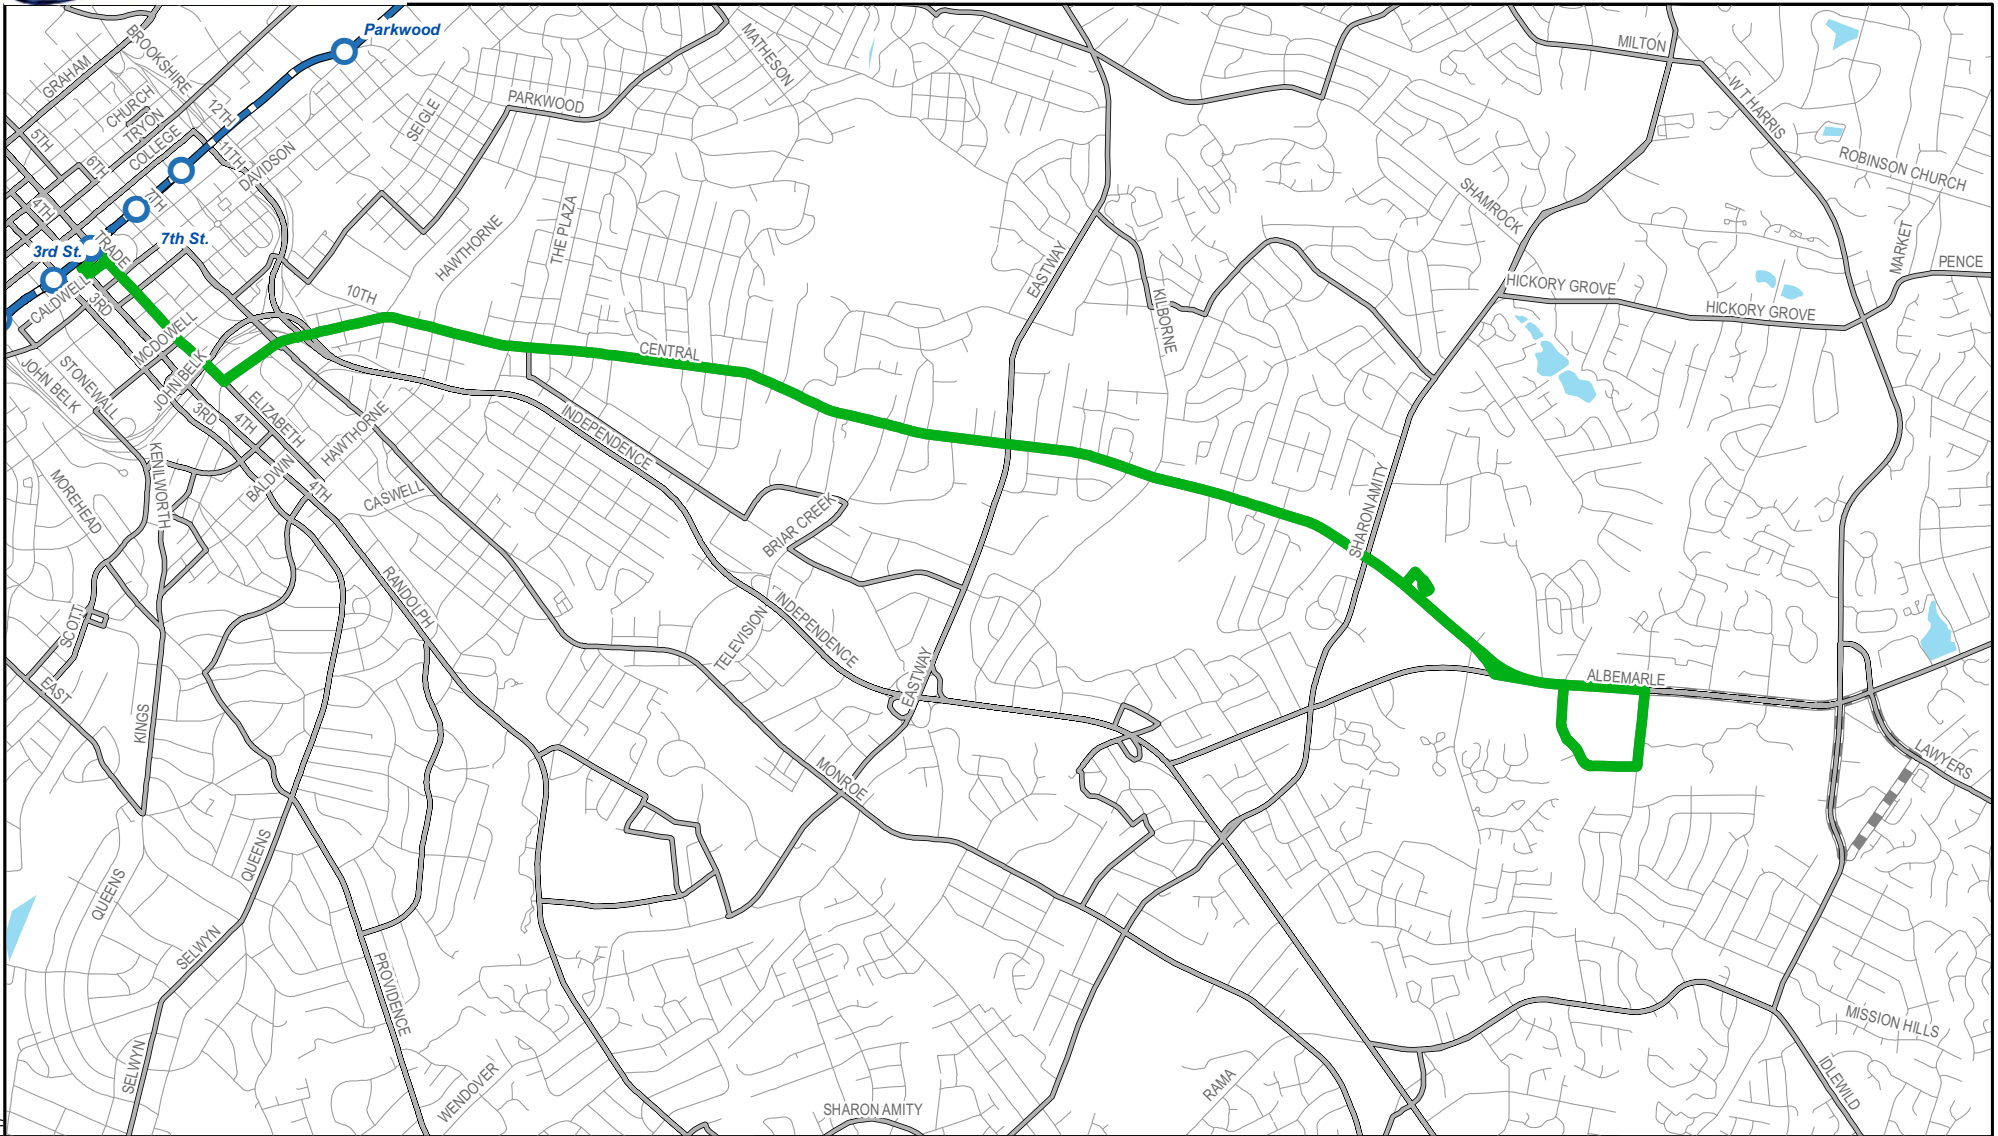 Parkwood
BROOKSHIRE
GRAHAM
MATHESON
MILTON
W T HARRIS
CHURCH
TRYON
COLLEGE
12TH
11TH
SEIGLE
PARKWOOD
5TH
6TH
DAVIDSON
ROBINSON CHURCH
4TH
7TH
SHAMROCK
HAWTHORNE
THE PLAZA
3rd St.
TRADE
7th St.
EASTWAY
MARKET
PENCE
CALDWELL
3RD
10TH
KILBORNE
HICKORY GROVE
HICKORY GROVE
MCDOWELL
JOHN BELK
STONEWALL
JOHN BELK
CENTRAL
3RD
4TH
ELIZABETH
HAWTHORNE
INDEPENDENCE
KENILWORTH
MOREHEAD
BALDWIN
4TH
CASWELL
BRIAR CREEK
SHARON AMITY
RANDOLPH
SCOTT
TELEVISION
INDEPENDENCE
EASTWAY
EAST
KINGS
ALBEMARLE
LAWYERS
MONROE
QUEENS
QUEENS
SELWYN
PROVIDENCE
MISSION HILLS
SELWYN
WENDOVER
SHARON AMITY
RAMA
IDLEWILD